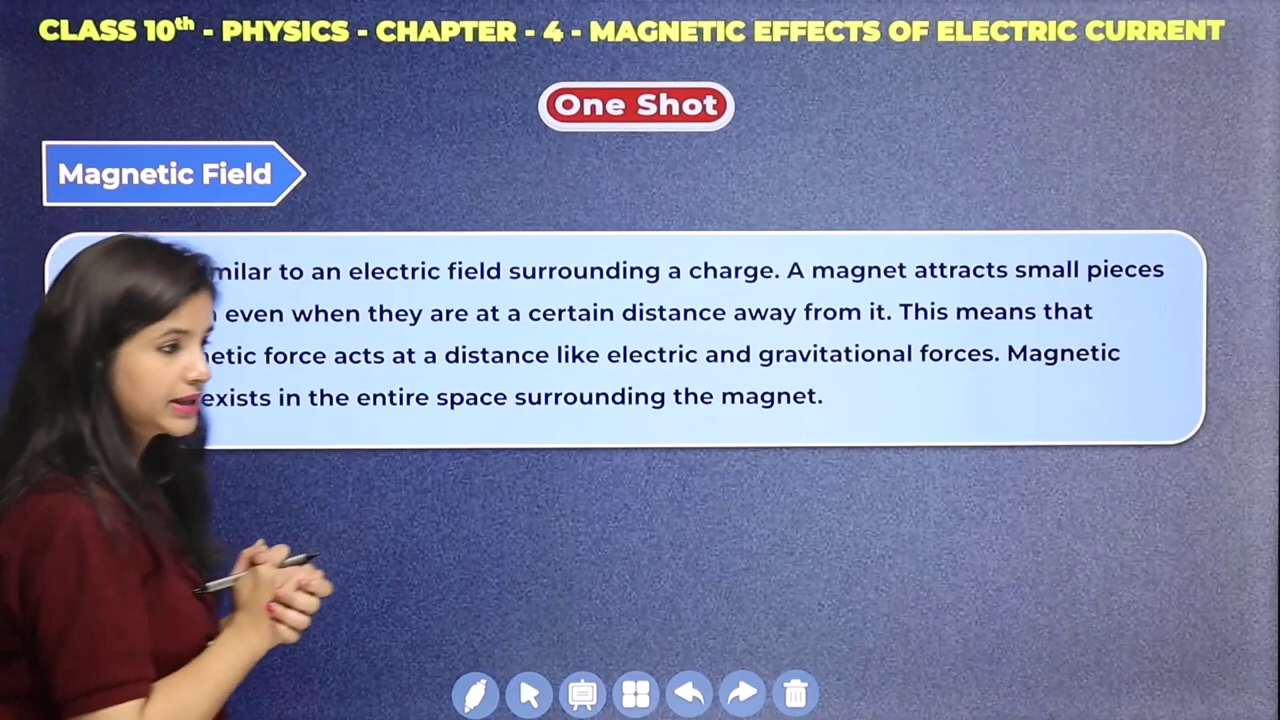 CLASS 10th - PHYSICS - CHAPTER - 4 - MAGNETIC EFFECTS OF ELECTRIC CURRENT
One Shot
Magnetic Field
to an electric field surrounding a charge. A magnet attracts small pieces
even when they are at a certain distance away from it. This means that
force acts at a distance like electric and gravitational forces. Magnetic
exists in the entire space surrounding the magnet.